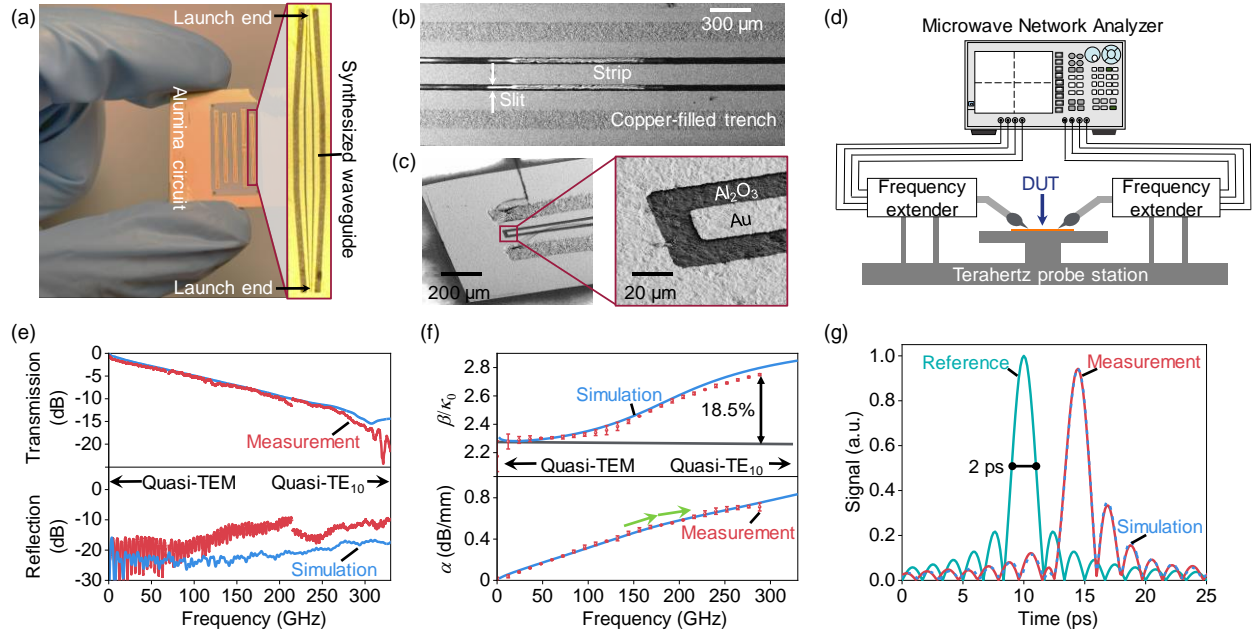 (a)
Launch end
Alumina circuit
Synthesized waveguide
Launch end
(b)
300 µm
Strip
Slit
Copper-filled trench
(c)
200 µm
Al₂O₃
Au
20 µm
(d)
Microwave Network Analyzer
Frequency
extender
DUT
Frequency
extender
Terahertz probe station
(e)
Transmission
(dB)
0
-5
-10
-15
-20
Measurement
Quasi-TEM
Quasi-TE₁₀
Reflection
(dB)
0
-10
-20
-30
Simulation
0 50 100 150 200 250 300
Frequency (GHz)
(f)
β/κ₀
2.8
2.6
2.4
2.2
Simulation
18.5%
Quasi-TEM
Quasi-TE₁₀
α (dB/mm)
0.8
0.4
0
Measurement
0 50 100 150 200 250 300
Frequency (GHz)
(g)
Signal (a.u.)
1.0
0.8
0.6
0.4
0.2
0.0
Reference
Measurement
2 ps
Simulation
0 5 10 15 20 25
Time (ps)